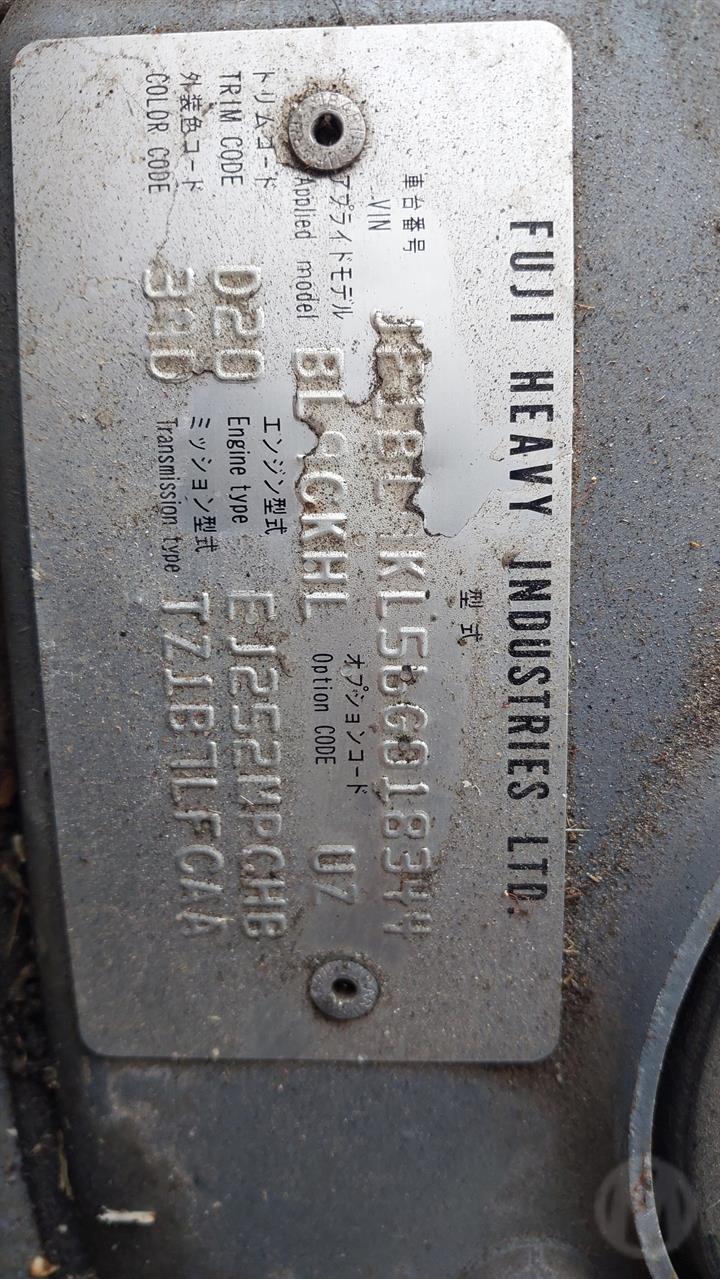 FUJI HEAVY INDUSTRIES LTD.
車台番号 型式
VIN
アプライドモデル オプションコード
Applied model Option CODE U7
トリムコード エンジン型式
TRIM CODE D20 Engine type
外装色コード ミッション型式
COLOR CODE Transmission type TZ1B7LFCAA